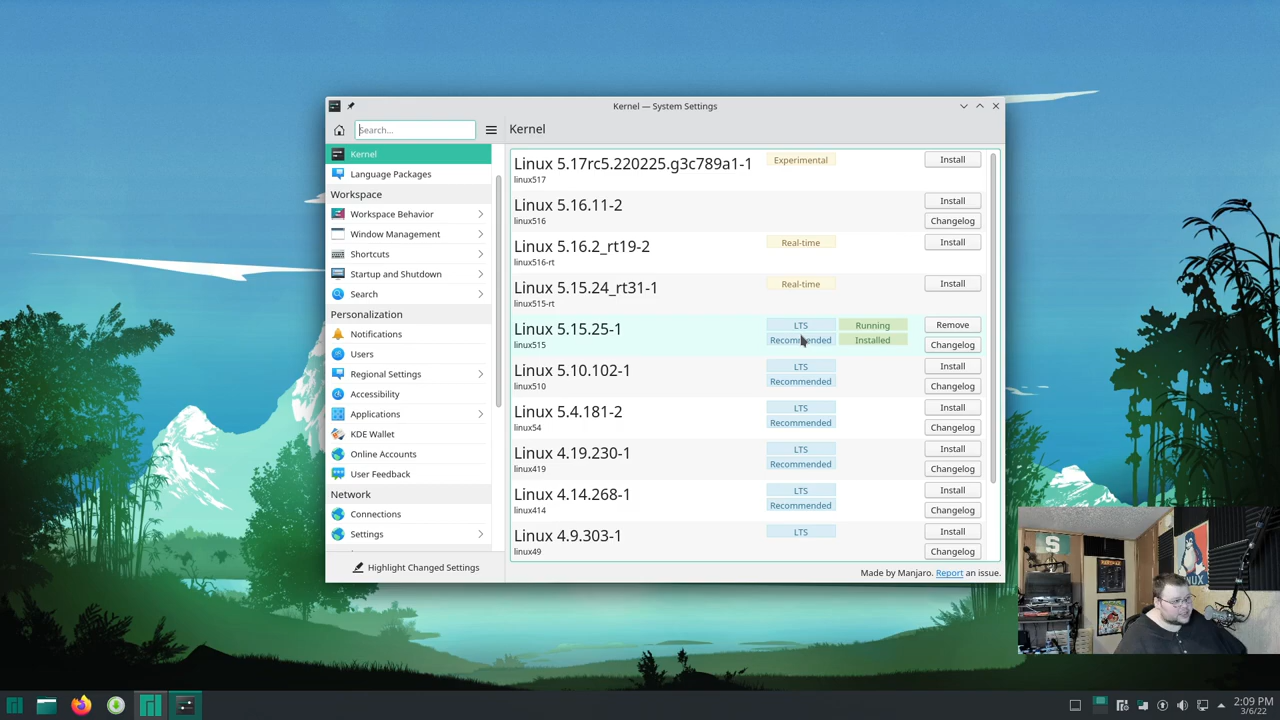 Kernel — System Settings
Search...
Kernel
Kernel
Language Packages
Workspace
Workspace Behavior
Window Management
Shortcuts
Startup and Shutdown
Search
Personalization
Notifications
Users
Regional Settings
Accessibility
Applications
KDE Wallet
Online Accounts
User Feedback
Network
Connections
Settings
Highlight Changed Settings
Linux 5.17rc5.220225.g3c789a1-1 Experimental Install
linux517
Linux 5.16.11-2 Install
linux516 Changelog
Linux 5.16.2_rt19-2 Real-time Install
linux516-rt
Linux 5.15.24_rt31-1 Real-time Install
linux515-rt
Linux 5.15.25-1 LTS Running Remove
linux515 Recommended Installed Changelog
Linux 5.10.102-1 LTS Install
linux510 Recommended Changelog
Linux 5.4.181-2 LTS Install
linux54 Recommended Changelog
Linux 4.19.230-1 LTS Install
linux419 Recommended Changelog
Linux 4.14.268-1 LTS Install
linux414 Recommended Changelog
Linux 4.9.303-1 LTS Install
linux49 Changelog
Made by Manjaro. Report an issue.
S
2:09 PM
3/6/22